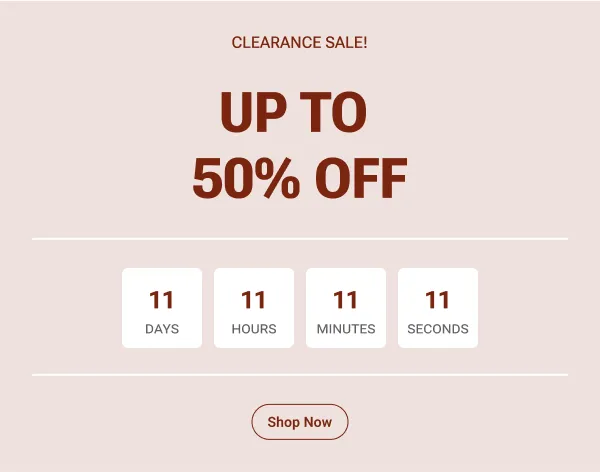 CLEARANCE SALE!
UP TO
50% OFF
11 11 11 11
DAYS HOURS MINUTES SECONDS
Shop Now